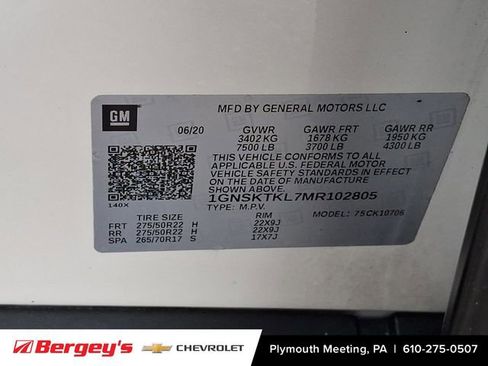 GM
MFD BY GENERAL MOTORS LLC
06/20 GVWR GAWR FRT GAWR RR
3402 KG 1678 KG 1950 KG
7500 LB 3700 LB 4300 LB
THIS VEHICLE CONFORMS TO ALL
APPLICABLE U.S. FEDERAL MOTOR
VEHICLE SAFETY STANDARDS IN EFFECT
ON THE DATE OF MANUFACTURE
SHOWN ABOVE.
1GNSKTKL7MR102805
140X TYPE: M.P.V. MODEL: 75CK10706
TIRE SIZE RIM
FRT 275/50R22 H 22X9J
RR 275/50R22 H 22X9J
SPA 265/70R17 S 17X7J
Bergey's CHEVROLET Plymouth Meeting, PA | 610-275-0507